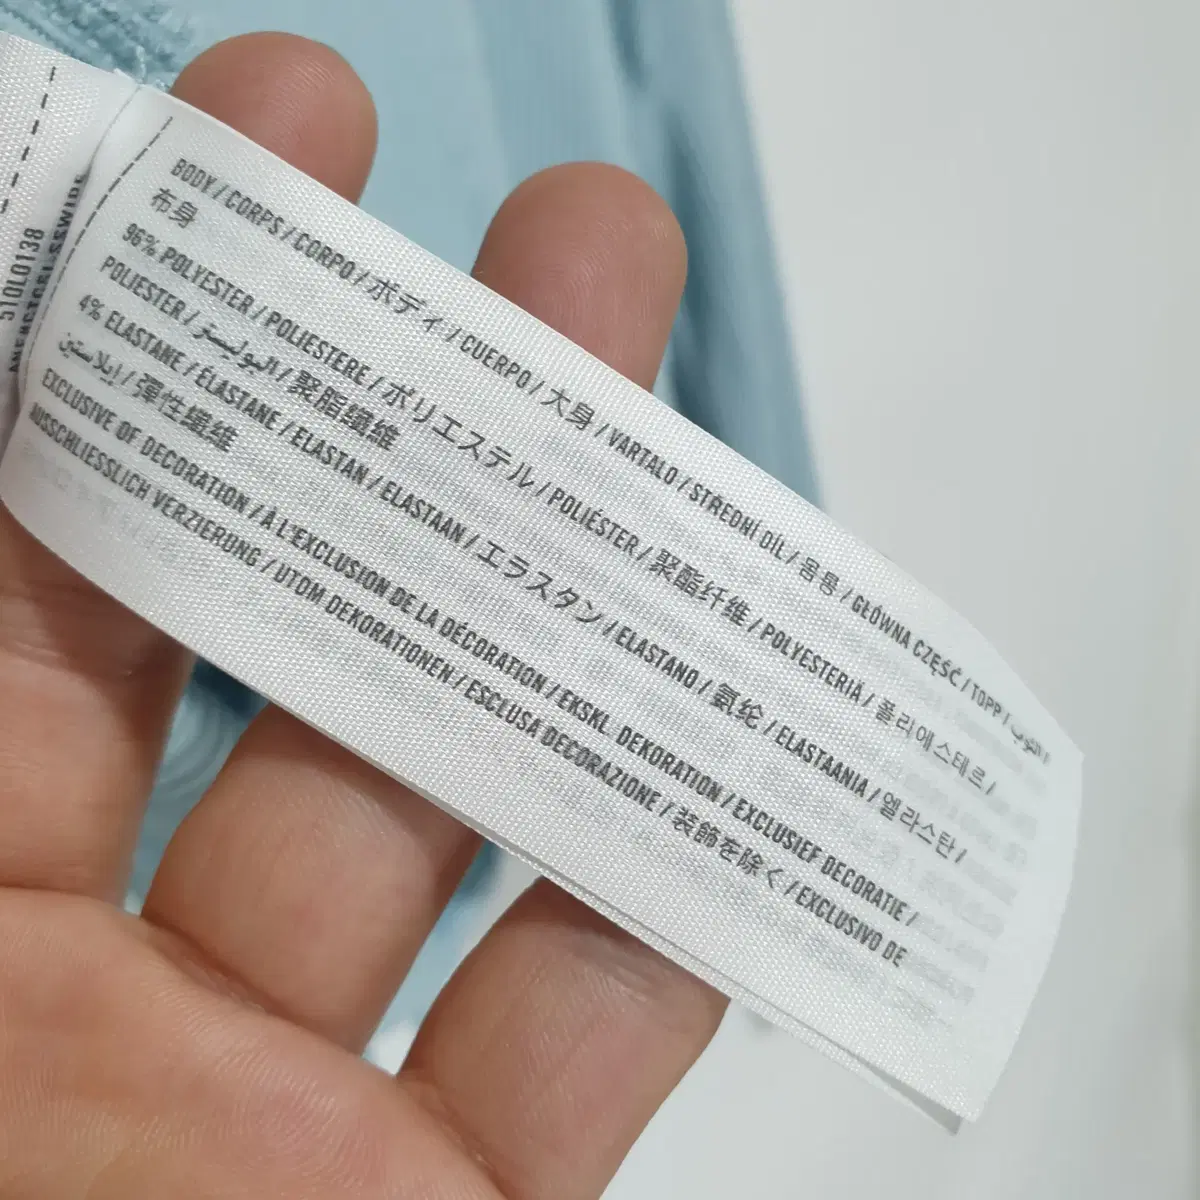 510L0138
BODY / CORPS / CORPO / ボディ / CUERPO / 大身 / VARTALO / STŘEDNÍ DÍL / 몸통 / GŁÓWNA CZĘŚĆ / TOPP / التوب /
布身
96% POLYESTER / POLIESTERE / ポリエステル / POLIÉSTER / 聚酯纤维 / POLYESTERIA / 폴리에스테르 /
POLIESTER / البوليستر / 聚脂纖維
4% ELASTANE / ÉLASTANE / ELASTAN / ELASTAAN / エラスタン / ELASTANO / 氨纶 / ELASTAANIA / 엘라스탄 /
إيلاستين / 彈性纖維
EXCLUSIVE OF DECORATION / À L'EXCLUSION DE LA DÉCORATION / EKSKL. DEKORATION / EXCLUSIEF DECORATIE /
AUSSCHLIESSLICH VERZIERUNG / UTOM DEKORATIONEN / ESCLUSA DECORAZIONE / 装飾を除く / EXCLUSIVO DE